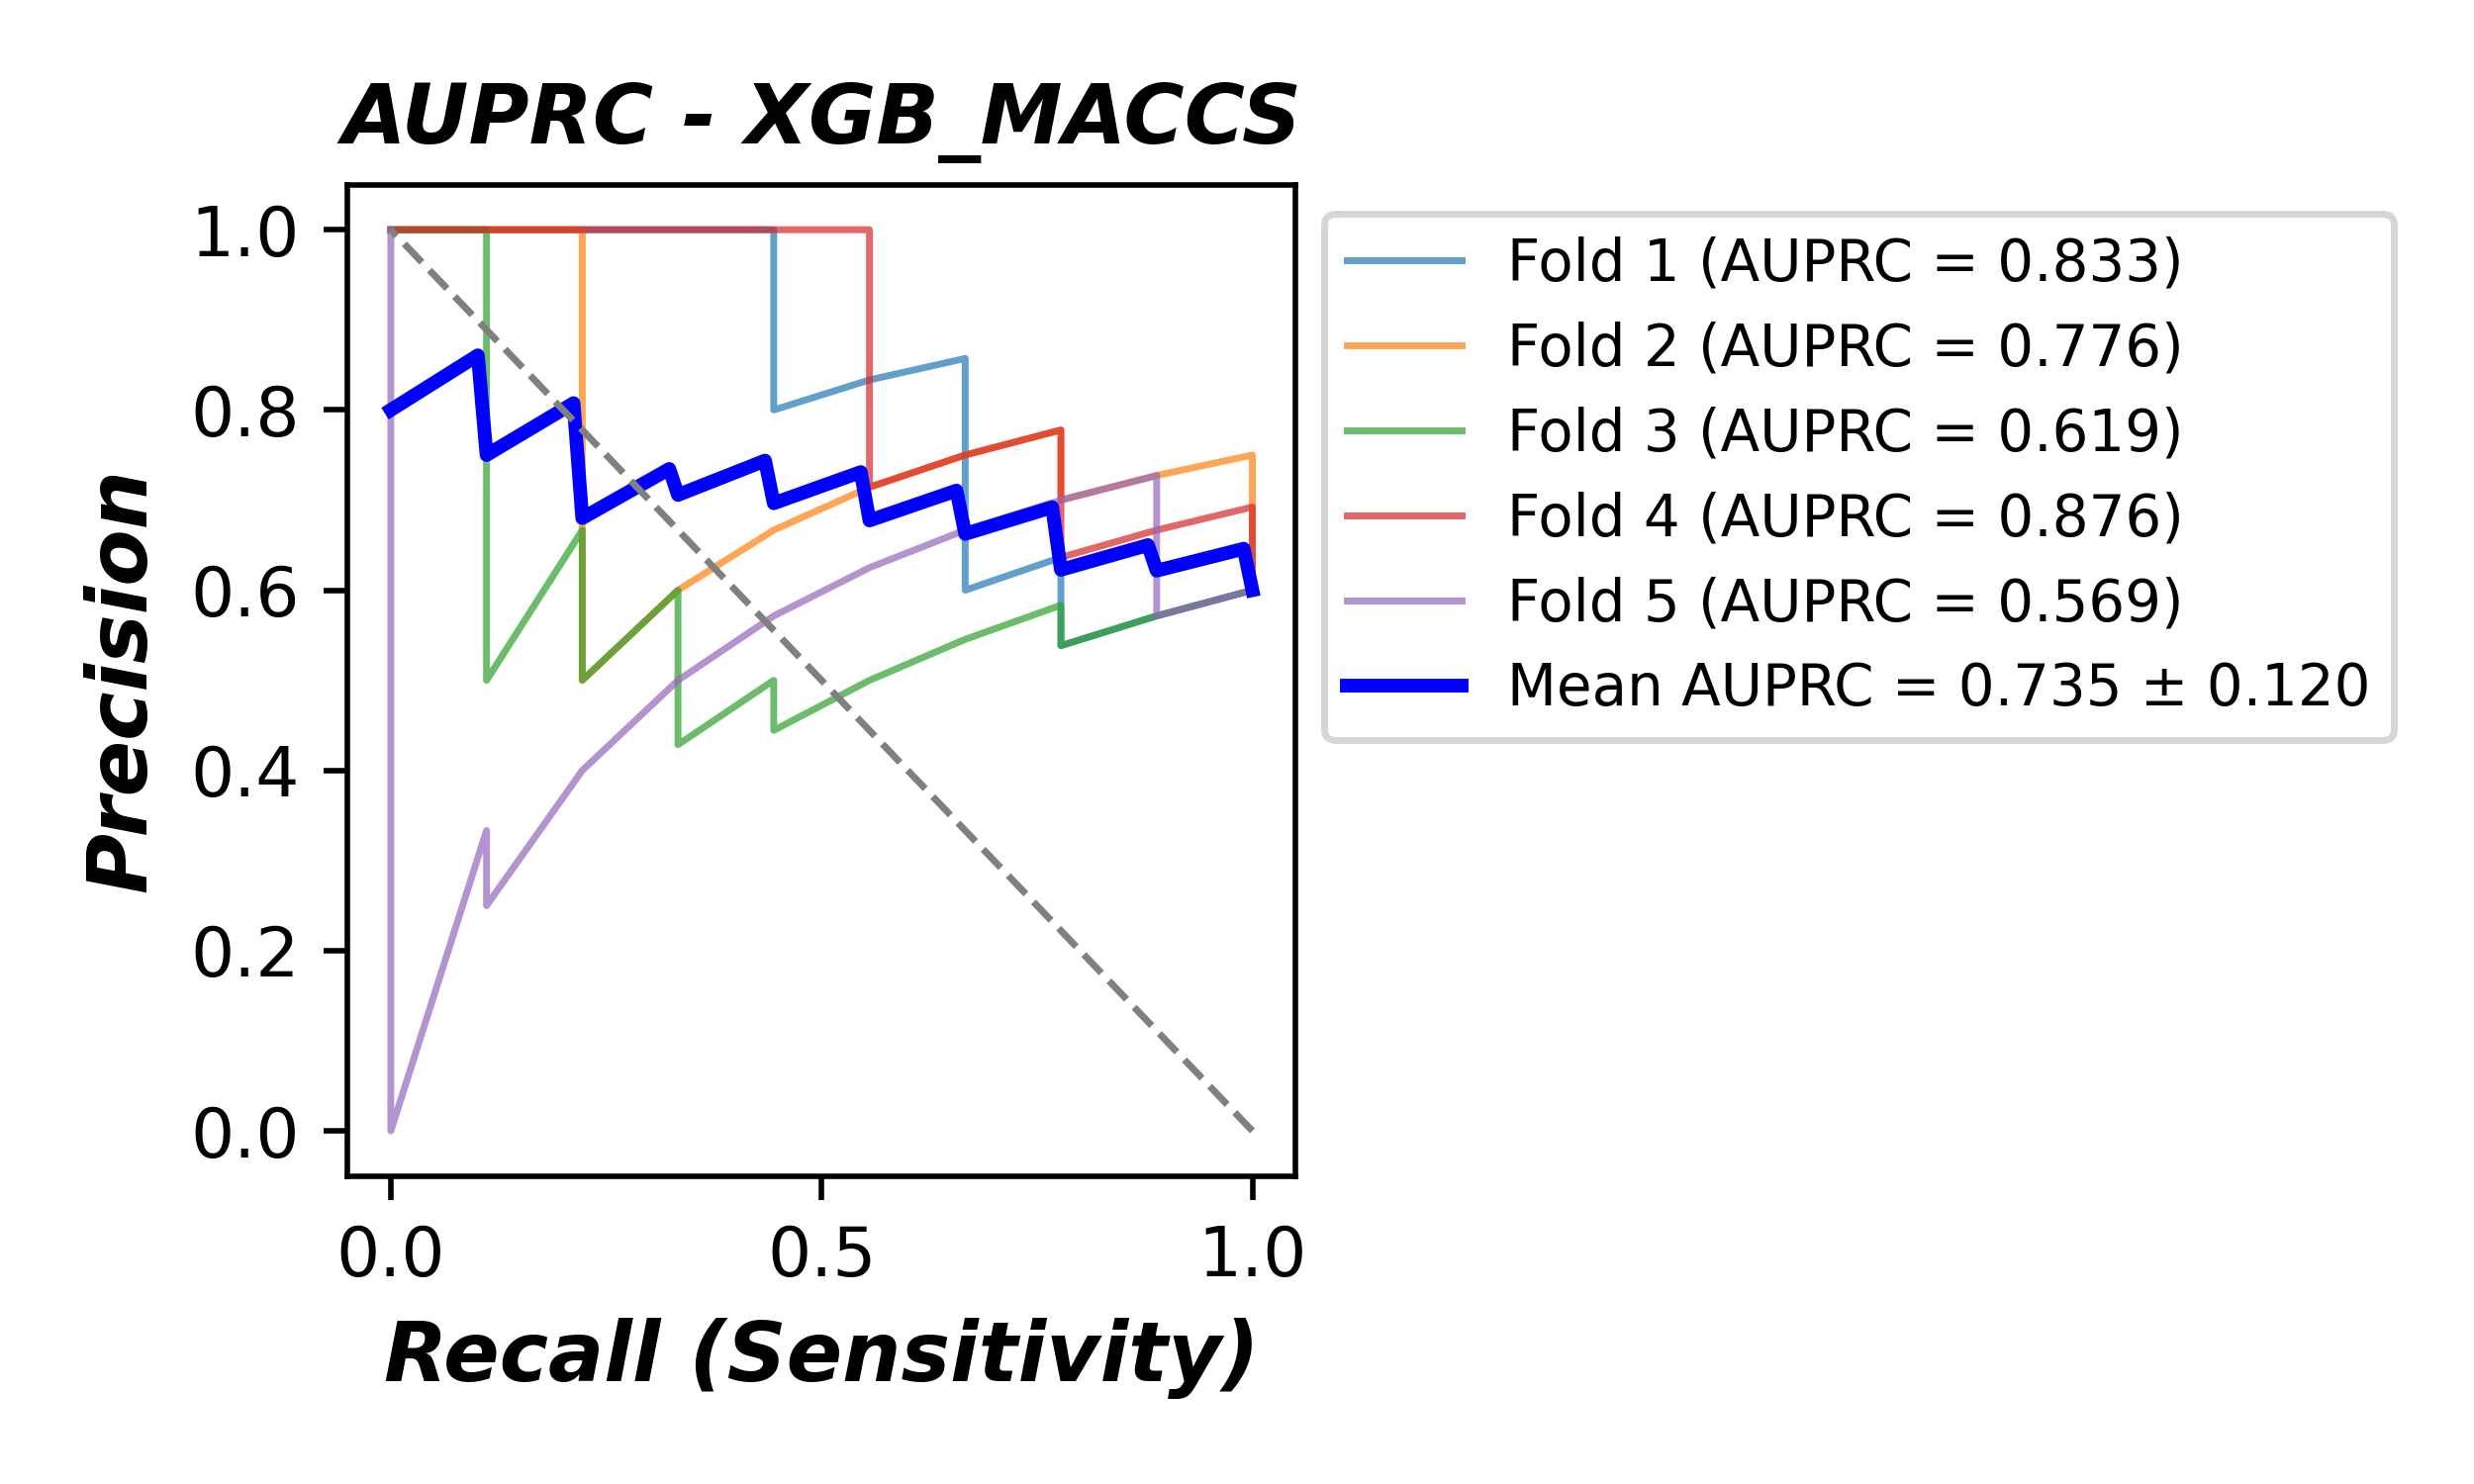 AUPRC - XGB_MACCS
Precision
1.0
0.8
0.6
0.4
0.2
0.0
0.0
0.5
1.0
Recall (Sensitivity)
Fold 1 (AUPRC = 0.833)
Fold 2 (AUPRC = 0.776)
Fold 3 (AUPRC = 0.619)
Fold 4 (AUPRC = 0.876)
Fold 5 (AUPRC = 0.569)
Mean AUPRC = 0.735 ± 0.120